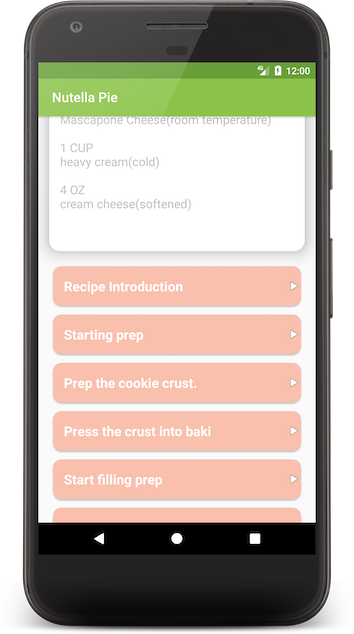 4G 12:00
Nutella Pie
Mascapone Cheese(room temperature)
1 CUP
heavy cream(cold)
4 OZ
cream cheese(softened)
Recipe Introduction
Starting prep
Prep the cookie crust.
Press the crust into baki
Start filling prep